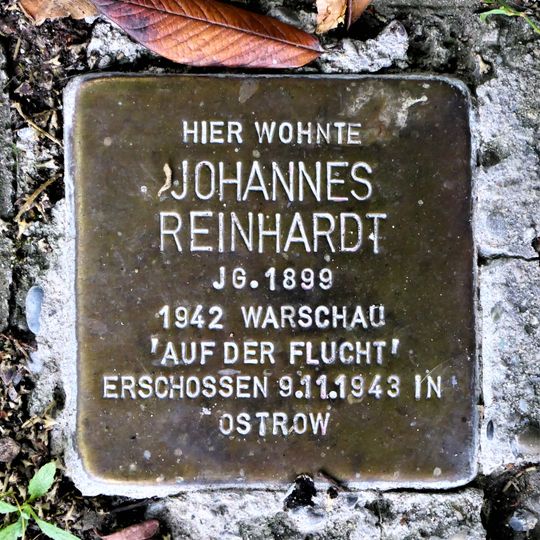 HIER WOHNTE
JOHANNES
REINHARDT
JG. 1899
1942 WARSCHAU
'AUF DER FLUCHT'
ERSCHOSSEN 9.11.1943 IN
OSTROW